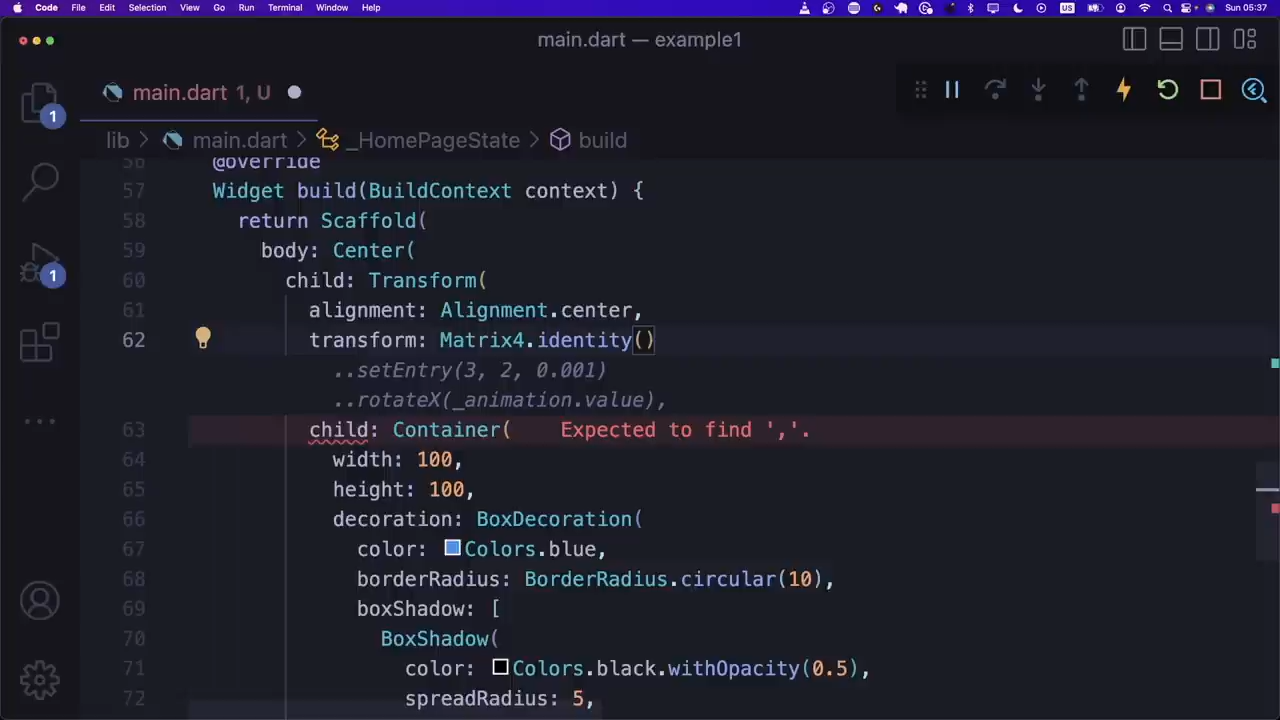 Code File Edit Selection View Go Run Terminal Window Help US Sun 05:37
main.dart — example1
main.dart 1, U
1
lib > main.dart > _HomePageState > build
56 @override
57 Widget build(BuildContext context) {
58 return Scaffold(
59 body: Center(
1
60 child: Transform(
61 alignment: Alignment.center,
62 transform: Matrix4.identity()
..setEntry(3, 2, 0.001)
..rotateX(_animation.value),
63 child: Container( Expected to find ','.
64 width: 100,
65 height: 100,
66 decoration: BoxDecoration(
67 color: Colors.blue,
68 borderRadius: BorderRadius.circular(10),
69 boxShadow: [
70 BoxShadow(
71 color: Colors.black.withOpacity(0.5),
72 spreadRadius: 5,